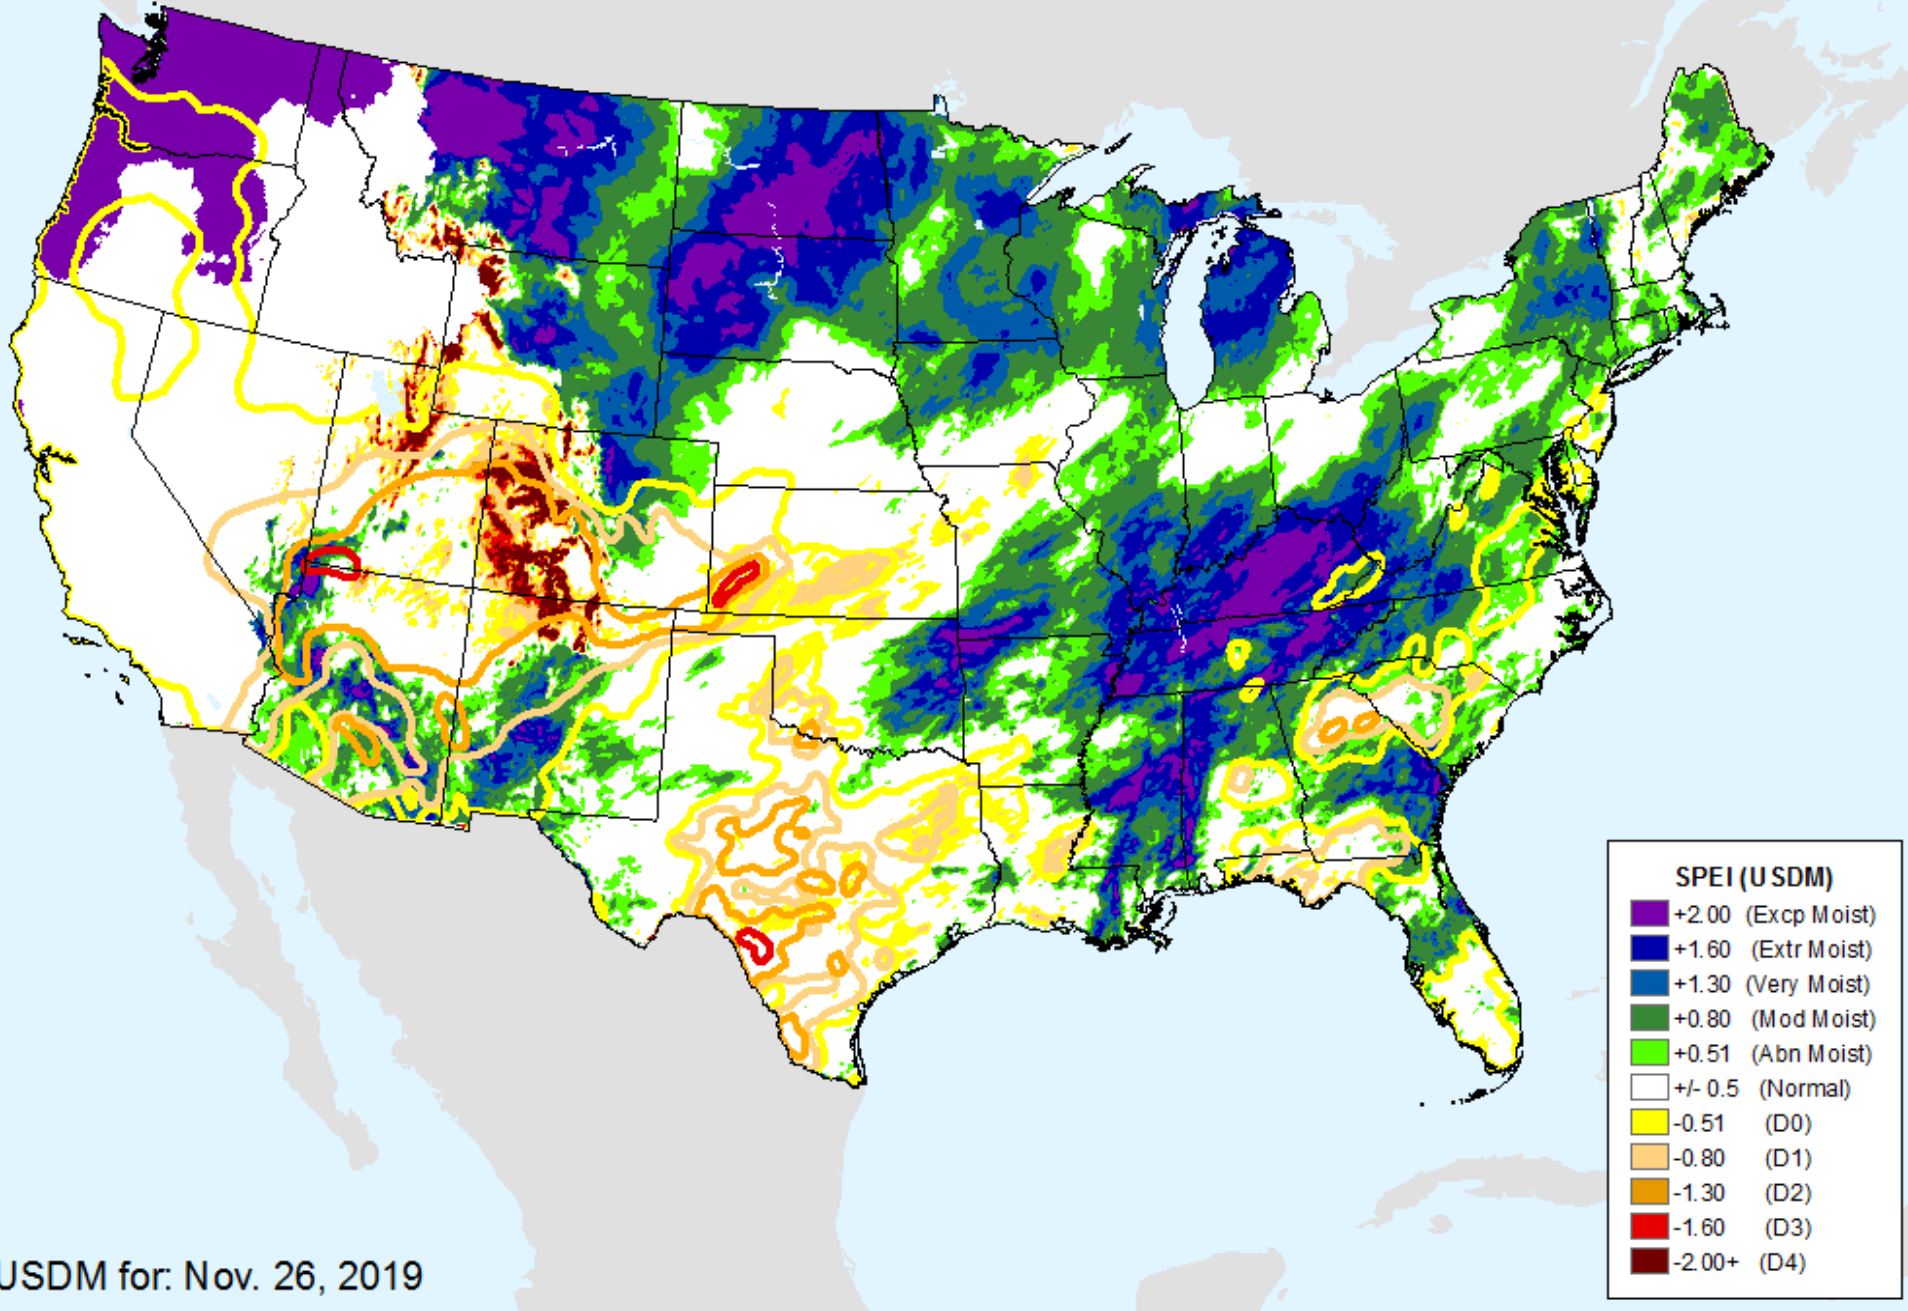 SPEI (USDM)
+2.00 (Excp Moist)
+1.60 (Extr Moist)
+1.30 (Very Moist)
+0.80 (Mod Moist)
+0.51 (Abn Moist)
+/- 0.5 (Normal)
-0.51 (D0)
-0.80 (D1)
-1.30 (D2)
-1.60 (D3)
-2.00+ (D4)
USDM for: Nov. 26, 2019